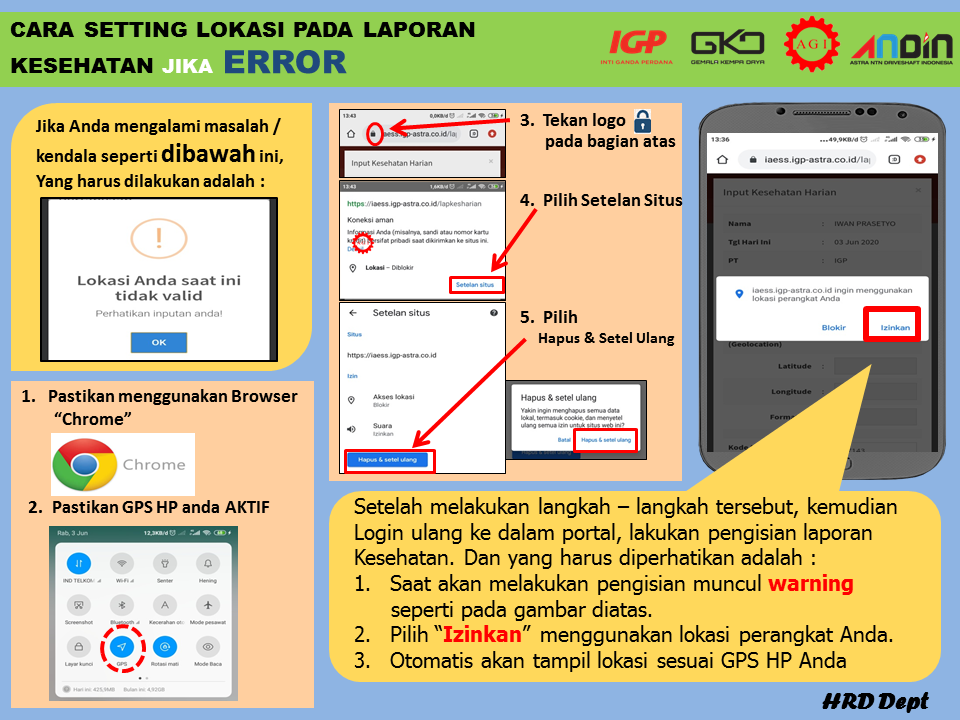 CARA SETTING LOKASI PADA LAPORAN
KESEHATAN JIKA ERROR
IGP
INTI GANDA PERDANA
GKD
GEMALA KEMPA DAYA
AGI
ANDIN
ASTRA NTN DRIVESHAFT INDONESIA
Jika Anda mengalami masalah /
kendala seperti dibawah ini,
Yang harus dilakukan adalah :
!
Lokasi Anda saat ini
tidak valid
Perhatikan inputan anda!
OK
1. Pastikan menggunakan Browser
“Chrome”
Chrome
2. Pastikan GPS HP anda AKTIF
Rab, 3 Jun
12,3KB/d
IND TELKO
Wi-Fi
Senter
Hening
Screenshot
Bluetooth
Kecerahan
Mode pesawat
Layar kunci
GPS
Rotasi mati
Mode Baca
Hari ini: 425,9MB
Bulan ini: 4,92GB
13:43
0,0KB/d
iaess.igp-astra.co.id/lap
Input Kesehatan Harian
×
3. Tekan logo
pada bagian atas
13:43
1,6KB/d
https://iaess.igp-astra.co.id/lapkesharian
Koneksi aman
Informasi Anda (misalnya, sandi atau nomor kartu
bersifat pribadi saat dikirimkan ke situs ini.
Lokasi – Diblokir
Setelan situs
4. Pilih Setelan Situs
Setelan situs
Situs
https://iaess.igp-astra.co.id
Izin
Akses lokasi
Blokir
Suara
Izinkan
Hapus & setel ulang
5. Pilih
Hapus & Setel Ulang
Hapus & setel ulang
Yakin ingin menghapus semua data
lokal, termasuk cookie, dan menyetel
ulang semua izin untuk situs web ini?
Batal
Hapus & setel ulang
13:36
49,9KB/d
iaess.igp-astra.co.id/lap
Input Kesehatan Harian
×
Nama : IWAN PRASETYO
Tgl Hari Ini : 03 Jun 2020
PT : IGP
iaess.igp-astra.co.id ingin menggunakan
lokasi perangkat Anda
Blokir
Izinkan
(Geolocation)
Latitude :
Longitude :
Setelah melakukan langkah – langkah tersebut, kemudian
Login ulang ke dalam portal, lakukan pengisian laporan
Kesehatan. Dan yang harus diperhatikan adalah :
1. Saat akan melakukan pengisian muncul warning
seperti pada gambar diatas.
2. Pilih “Izinkan” menggunakan lokasi perangkat Anda.
3. Otomatis akan tampil lokasi sesuai GPS HP Anda
HRD Dept